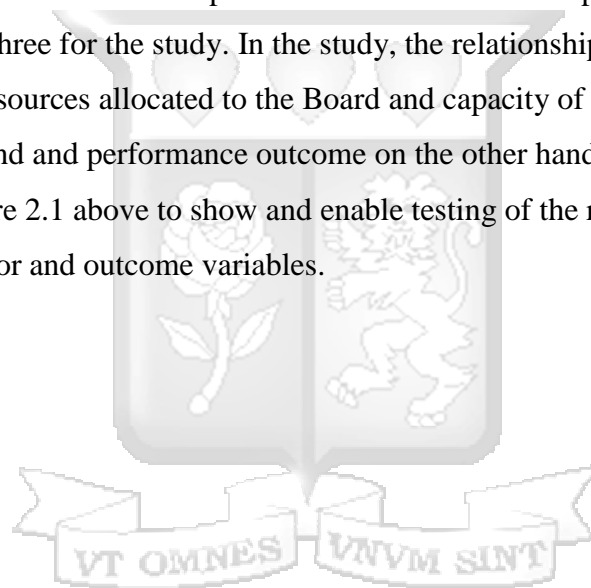 hree for the study. In the study, the relationship
sources allocated to the Board and capacity of
nd and performance outcome on the other hand
re 2.1 above to show and enable testing of the r
or and outcome variables.
VT OMNES VNVM SINT